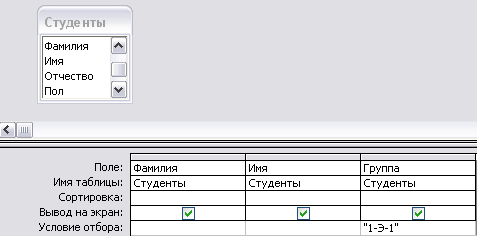 Студенты
Фамилия
Имя
Отчество
Пол
Поле: Фамилия Имя Группа
Имя таблицы: Студенты Студенты Студенты
Сортировка:
Вывод на экран:
Условие отбора: "1-Э-1"